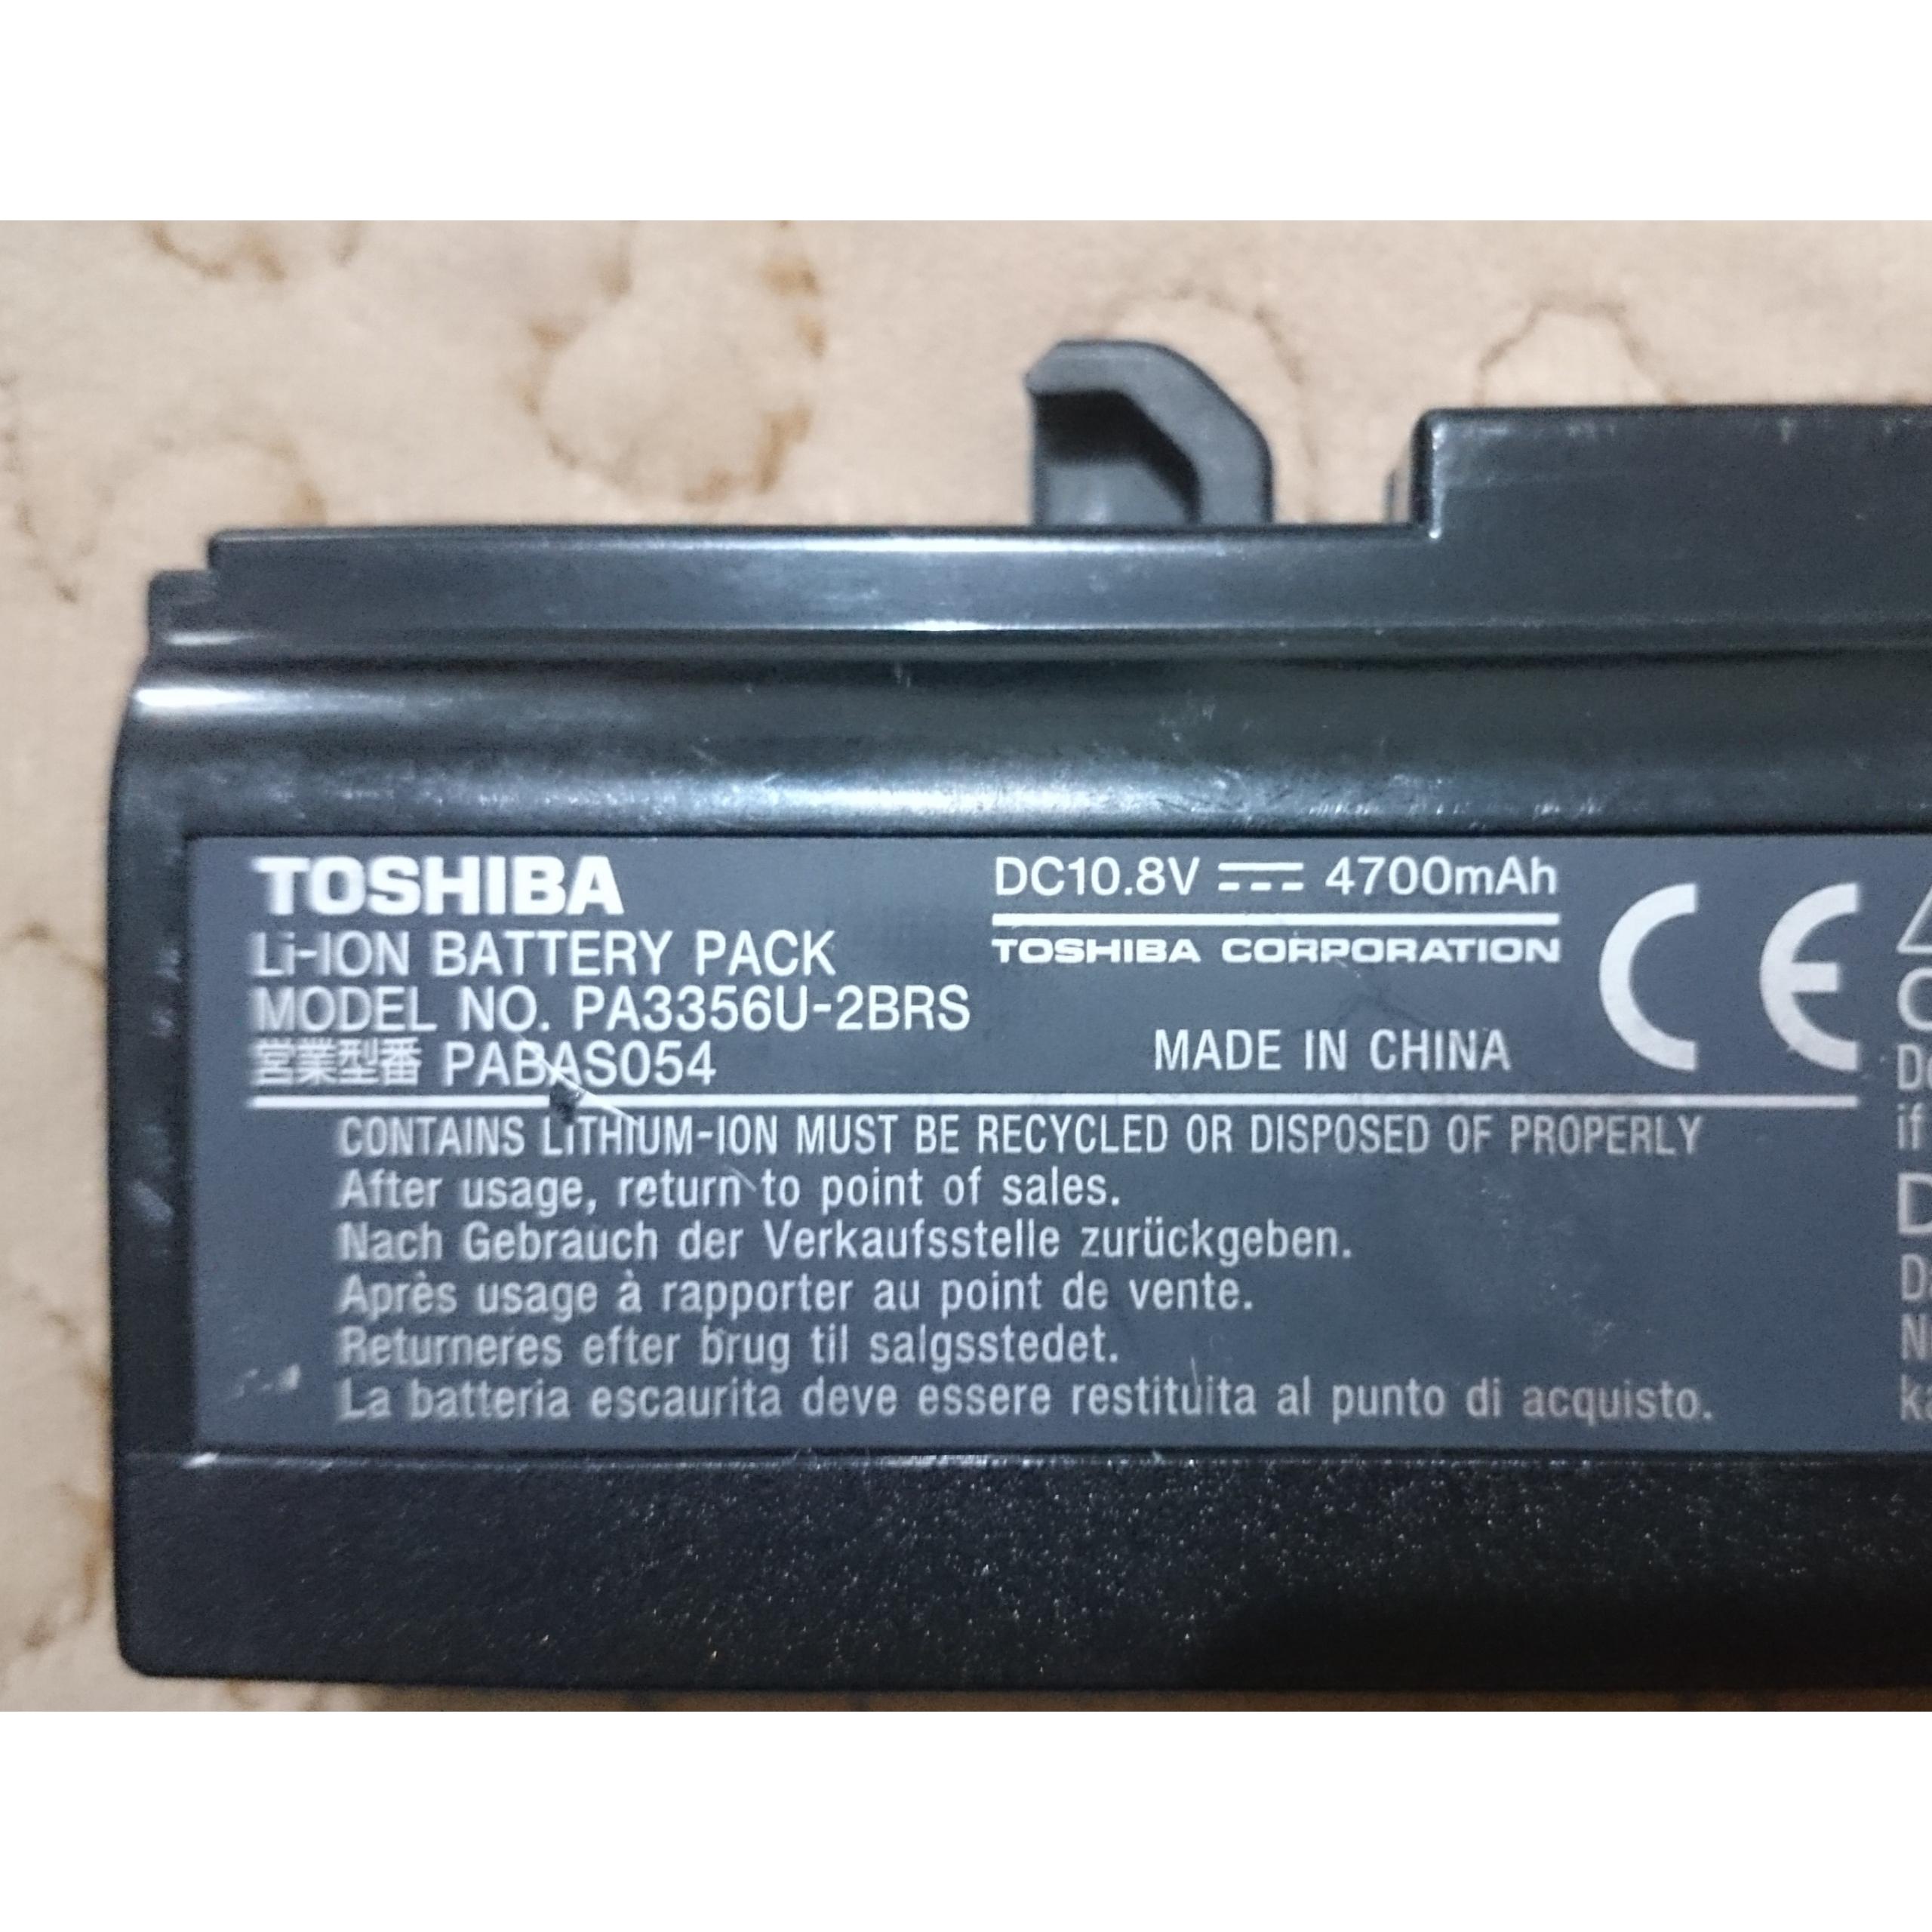 TOSHIBA
Li-ION BATTERY PACK
MODEL NO. PA3356U-2BRS
営業型番 PABAS054
DC10.8V 4700mAh
TOSHIBA CORPORATION
MADE IN CHINA
CE
CONTAINS LITHIUM-ION MUST BE RECYCLED OR DISPOSED OF PROPERLY
After usage, return to point of sales.
Nach Gebrauch der Verkaufsstelle zurückgeben.
Après usage à rapporter au point de vente.
Returneres efter brug til salgsstedet.
La batteria escaurita deve essere restituita al punto di acquisto.
if